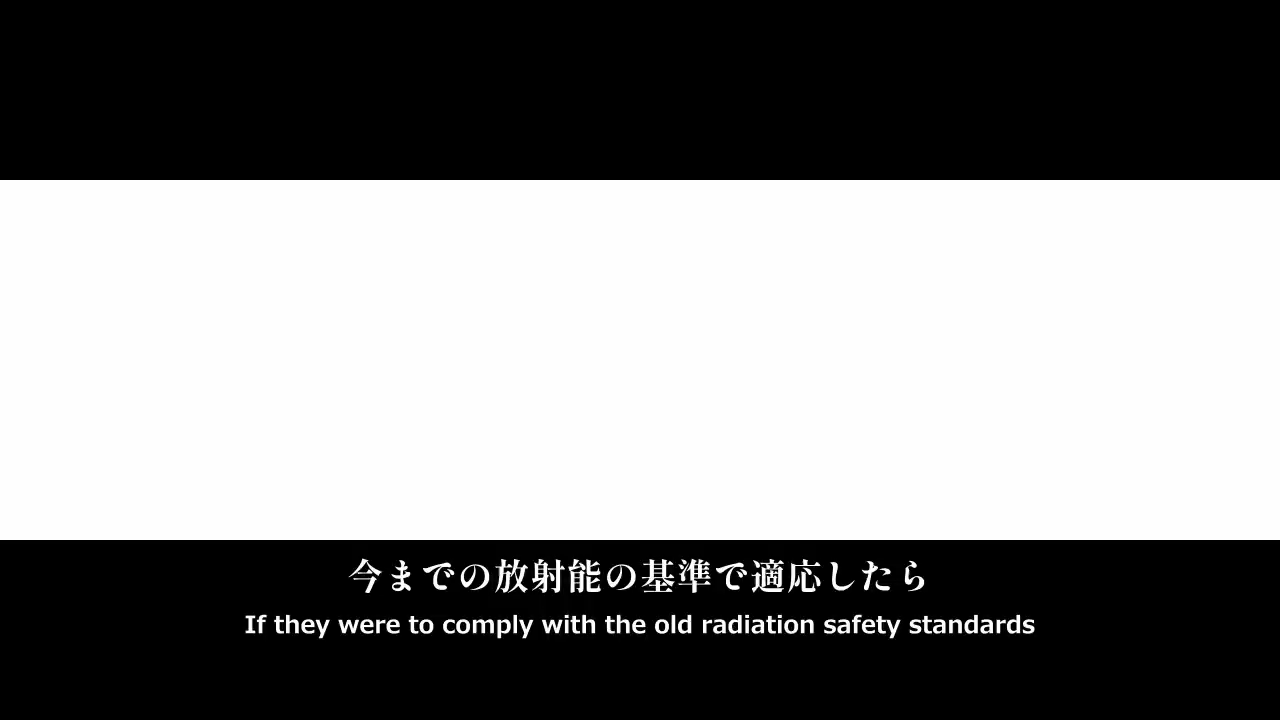 今までの放射能の基準で適応したら
If they were to comply with the old radiation safety standards